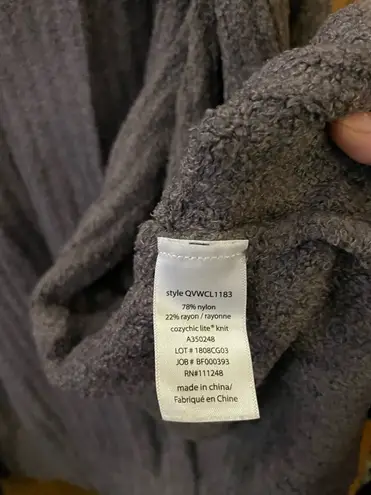 style QVWCL1183
78% nylon
22% rayon / rayonne
cozychic lite® knit
A350248
LOT # 1808CG03
JOB # BF000393
RN#111248
made in china/
Fabriqué en Chine